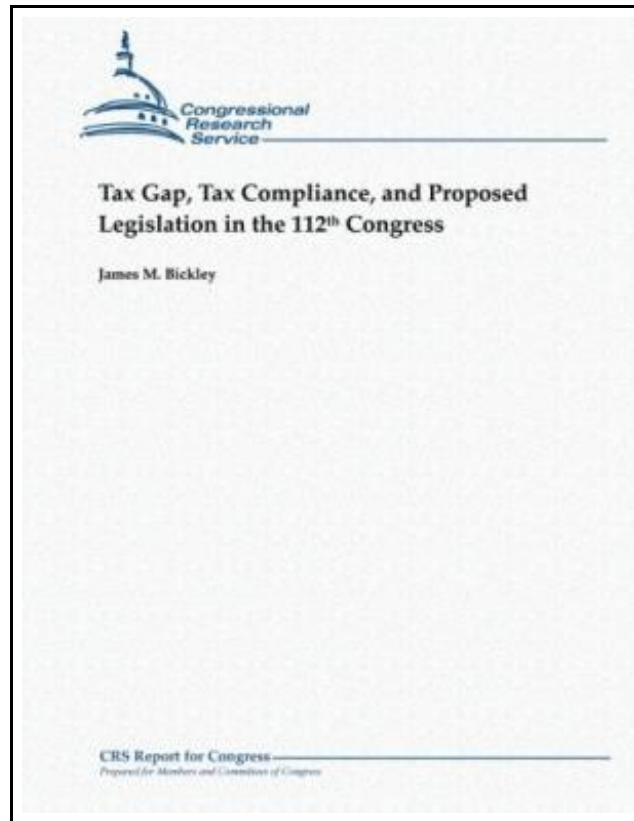 Congressional
Research
Service
Tax Gap, Tax Compliance, and Proposed
Legislation in the 112th Congress
James M. Bickley
CRS Report for Congress
Prepared for Members and Committees of Congress